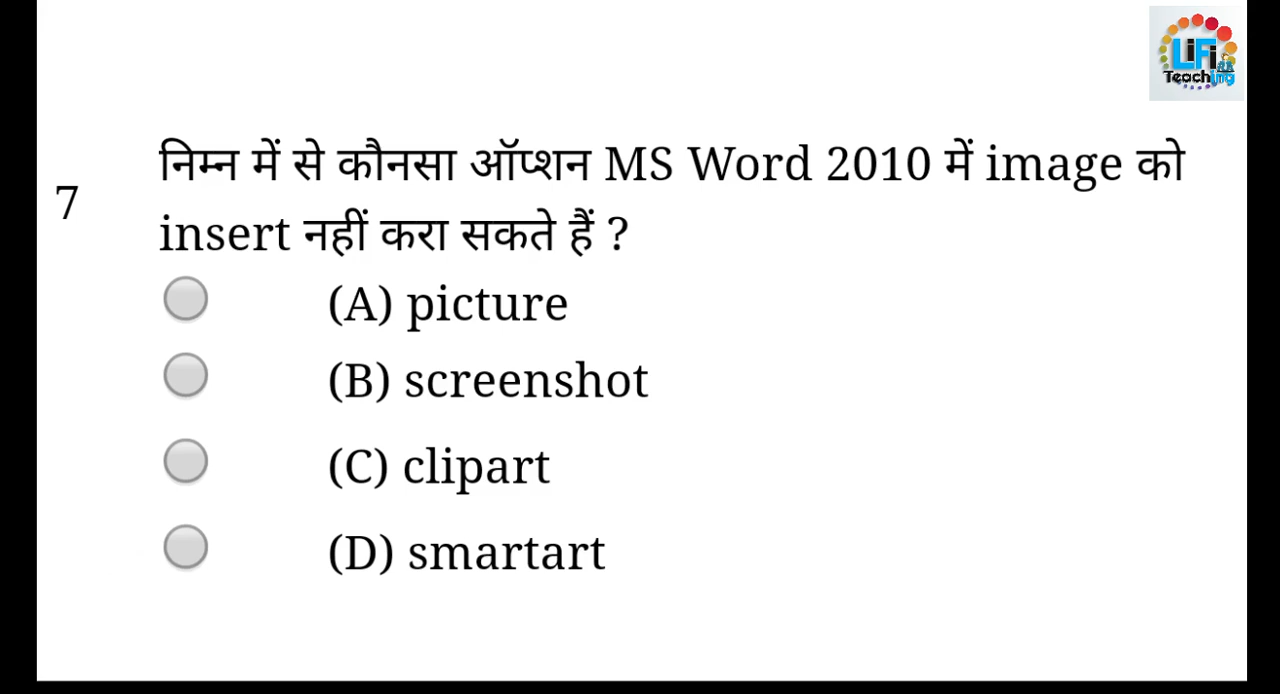 LiFi
Teaching
7
निम्न में से कौनसा ऑप्शन MS Word 2010 में image को
insert नहीं करा सकते हैं ?
(A) picture
(B) screenshot
(C) clipart
(D) smartart